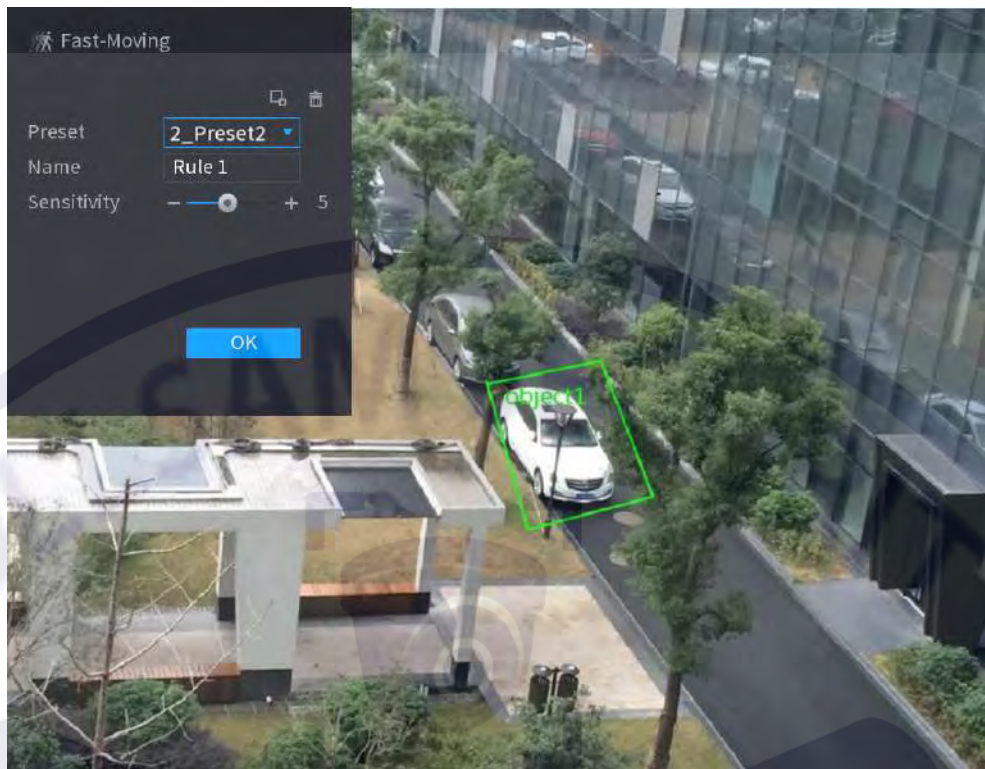 Fast-Moving
Preset 2_Preset2
Name Rule 1
Sensitivity - + 5
OK
object1